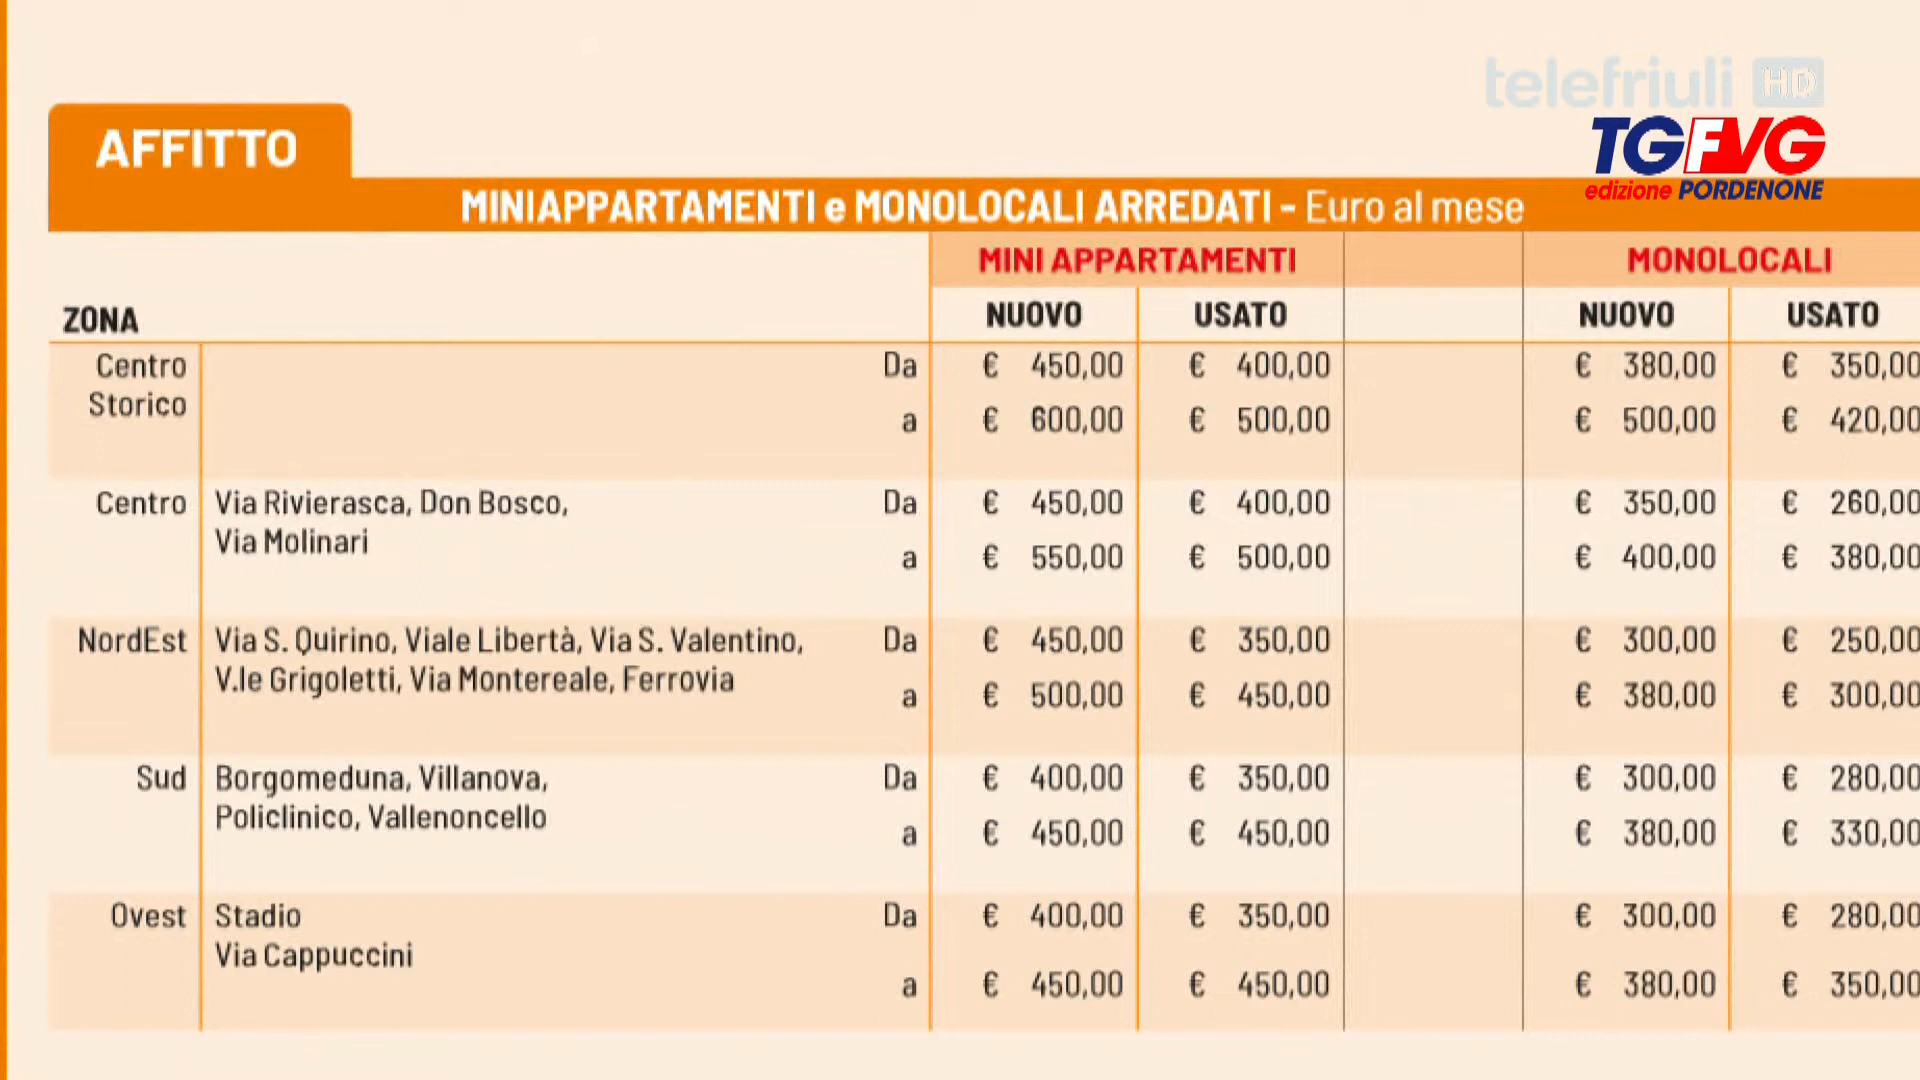 telefriuli HD
TGFVG
edizione PORDENONE
AFFITTO
MINIAPPARTAMENTI e MONOLOCALI ARREDATI - Euro al mese
MINI APPARTAMENTI MONOLOCALI
ZONA NUOVO USATO NUOVO USATO
Centro Da € 450,00 € 400,00 € 380,00 € 350,00
Storico a € 600,00 € 500,00 € 500,00 € 420,00
Centro Via Rivierasca, Don Bosco, Da € 450,00 € 400,00 € 350,00 € 260,00
Via Molinari a € 550,00 € 500,00 € 400,00 € 380,00
NordEst Via S. Quirino, Viale Libertà, Via S. Valentino, Da € 450,00 € 350,00 € 300,00 € 250,00
V.le Grigoletti, Via Montereale, Ferrovia a € 500,00 € 450,00 € 380,00 € 300,00
Sud Borgomeduna, Villanova, Da € 400,00 € 350,00 € 300,00 € 280,00
Policlinico, Vallenoncello a € 450,00 € 450,00 € 380,00 € 330,00
Ovest Stadio Da € 400,00 € 350,00 € 300,00 € 280,00
Via Cappuccini a € 450,00 € 450,00 € 380,00 € 350,00